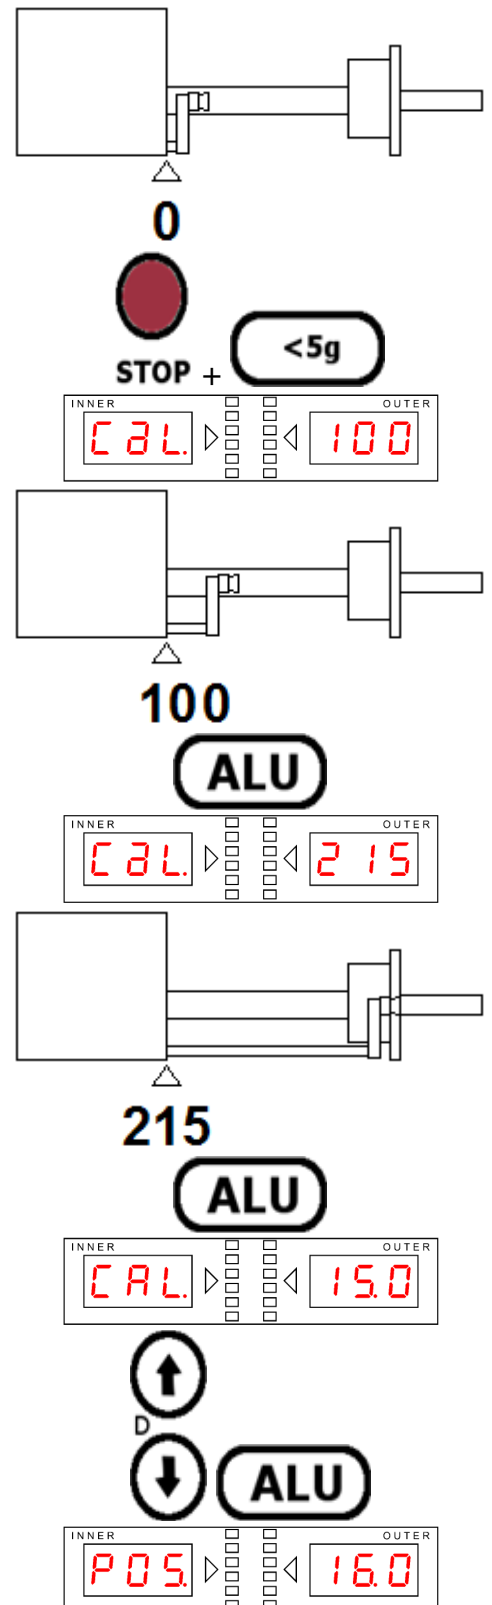 0
<5g
STOP +
INNER OUTER
CAL. 100
100
ALU
INNER OUTER
CAL. 215
215
ALU
INNER OUTER
CAL. 15.0
D
ALU
INNER OUTER
POS. 16.0